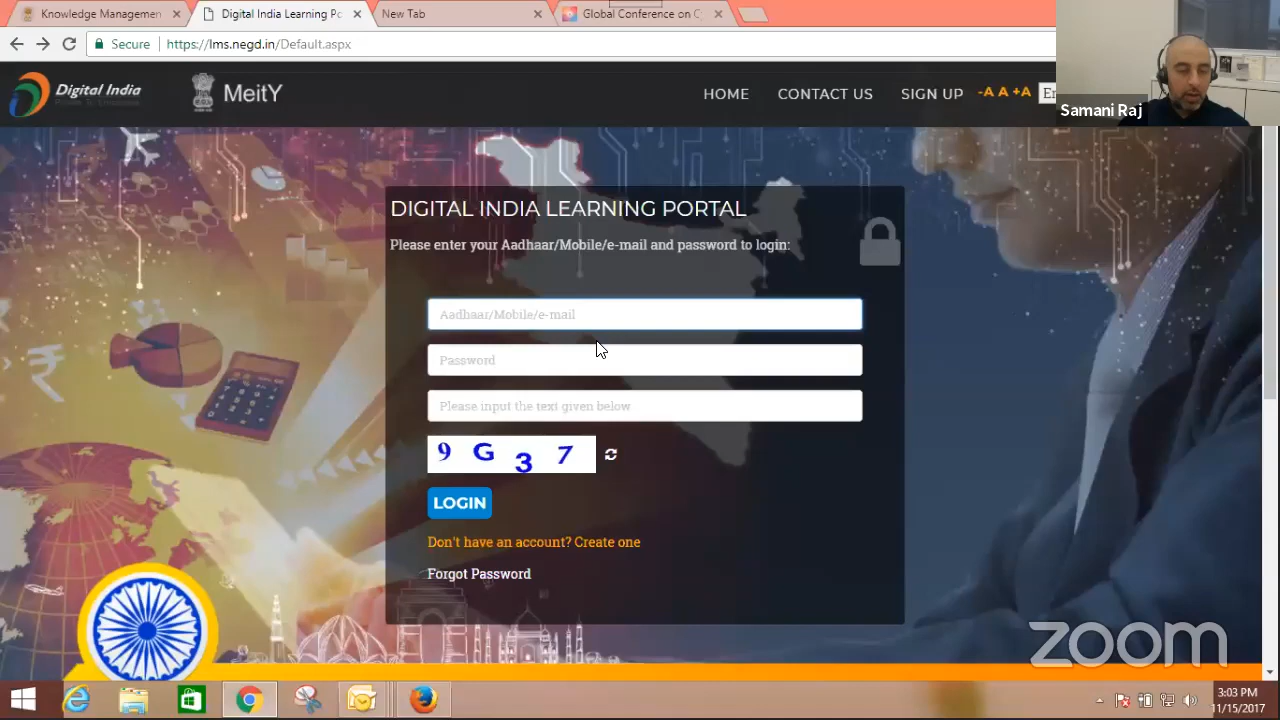 Knowledge Managemen
Digital India Learning Po
New Tab
Global Conference on C
Secure
https://lms.negd.in/Default.aspx
Digital India
MeitY
HOME
CONTACT US
SIGN UP
-A A +A
En
Samani Raj
DIGITAL INDIA LEARNING PORTAL
Please enter your Aadhaar/Mobile/e-mail and password to login:
Aadhaar/Mobile/e-mail
Password
Please input the text given below
9 G 3 7
LOGIN
Don't have an account? Create one
Forgot Password
zoom
3:03 PM
11/15/2017